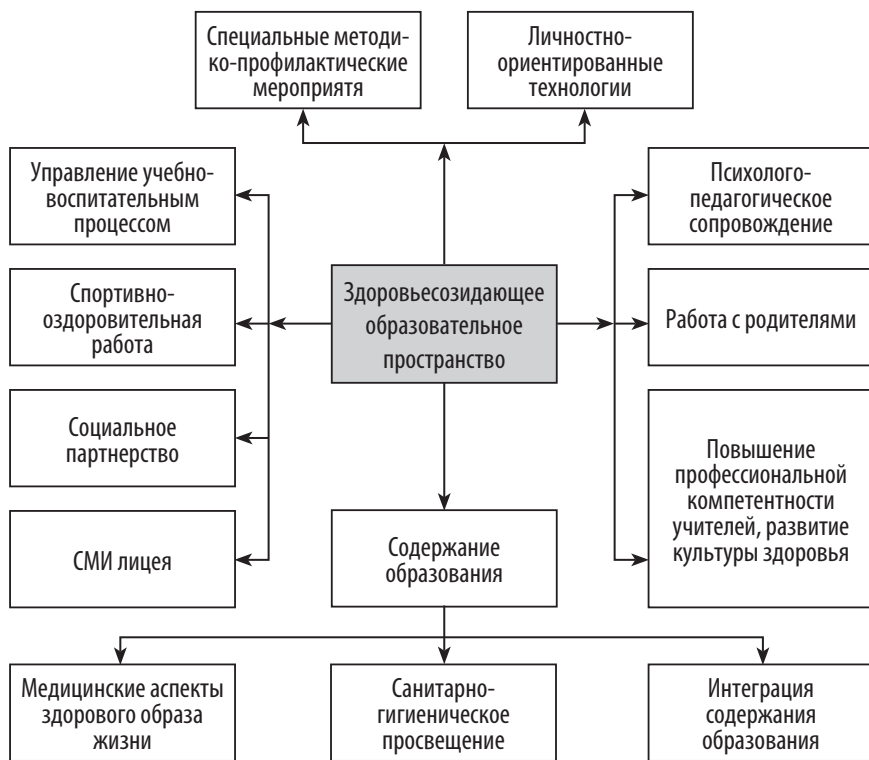 Специальные методи-
ко-профилактические
мероприятя
Личностно-
ориентированные
технологии
Управление учебно-
воспитательным
процессом
Психолого-
педагогическое
сопровождение
Спортивно-
оздоровительная
работа
Здоровьесозидающее
образовательное
пространство
Работа с родителями
Социальное
партнерство
Повышение
профессиональной
компетентности
учителей, развитие
культуры здоровья
СМИ лицея
Содержание
образования
Медицинские аспекты
здорового образа
жизни
Санитарно-
гигиеническое
просвещение
Интеграция
содержания
образования